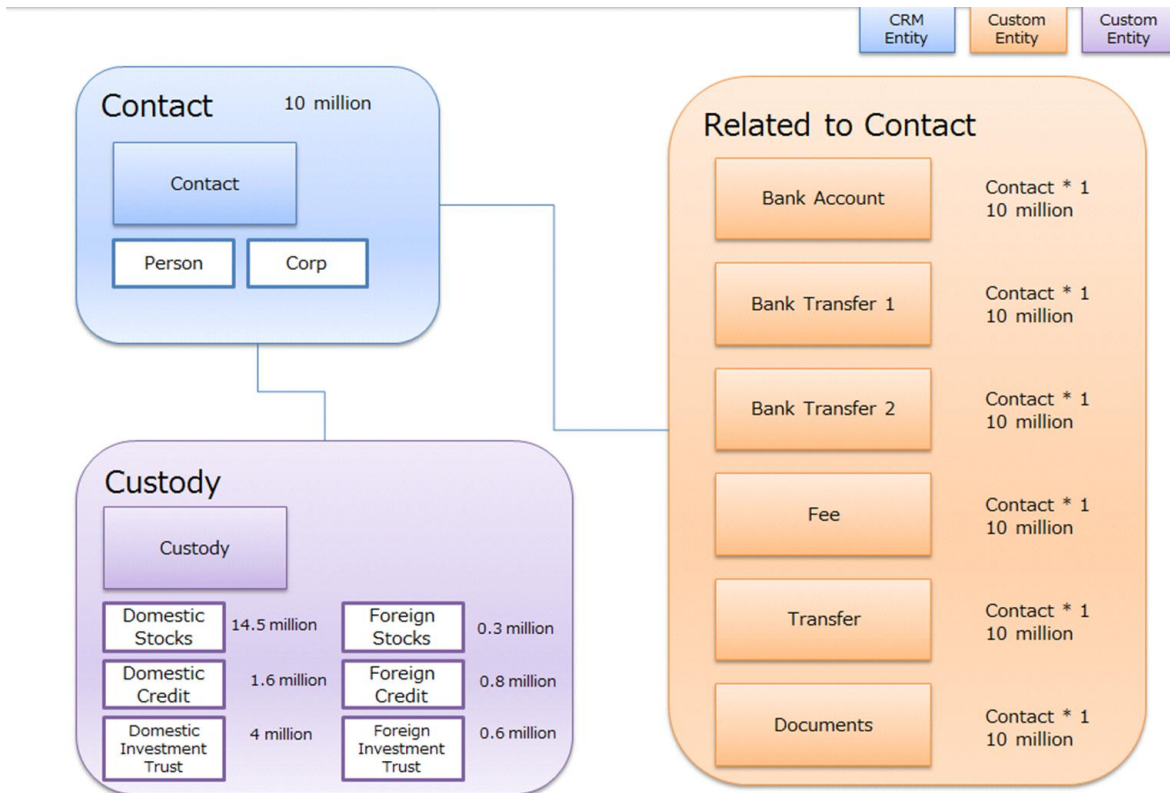 CRM
Entity
Custom
Entity
Custom
Entity
Contact
10 million
Contact
Person
Corp
Related to Contact
Bank Account
Contact * 1
10 million
Bank Transfer 1
Contact * 1
10 million
Bank Transfer 2
Contact * 1
10 million
Fee
Contact * 1
10 million
Transfer
Contact * 1
10 million
Documents
Contact * 1
10 million
Custody
Custody
Domestic
Stocks
14.5 million
Foreign
Stocks
0.3 million
Domestic
Credit
1.6 million
Foreign
Credit
0.8 million
Domestic
Investment
Trust
4 million
Foreign
Investment
Trust
0.6 million